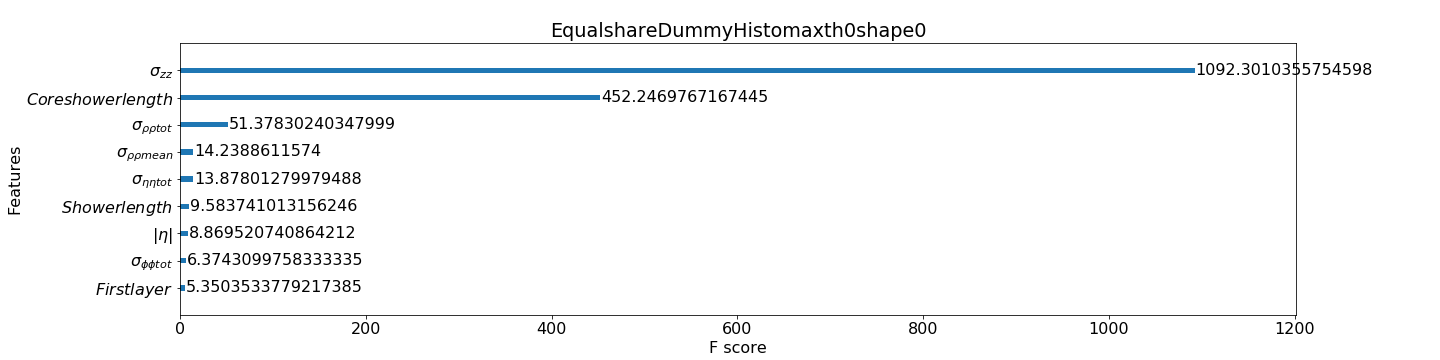 EqualshareDummyHistomaxth0shape0
σzz 1092.3010355754598
Coreshowerlength 452.2469767167445
σρρtot 51.37830240347999
σρρmean 14.2388611574
σηηtot 13.87801279979488
Showerlength 9.583741013156246
|η| 8.869520740864212
σϕϕtot 6.3743099758333335
Firstlayer 5.3503533779217385
Features
0 200 400 600 800 1000 1200
F score